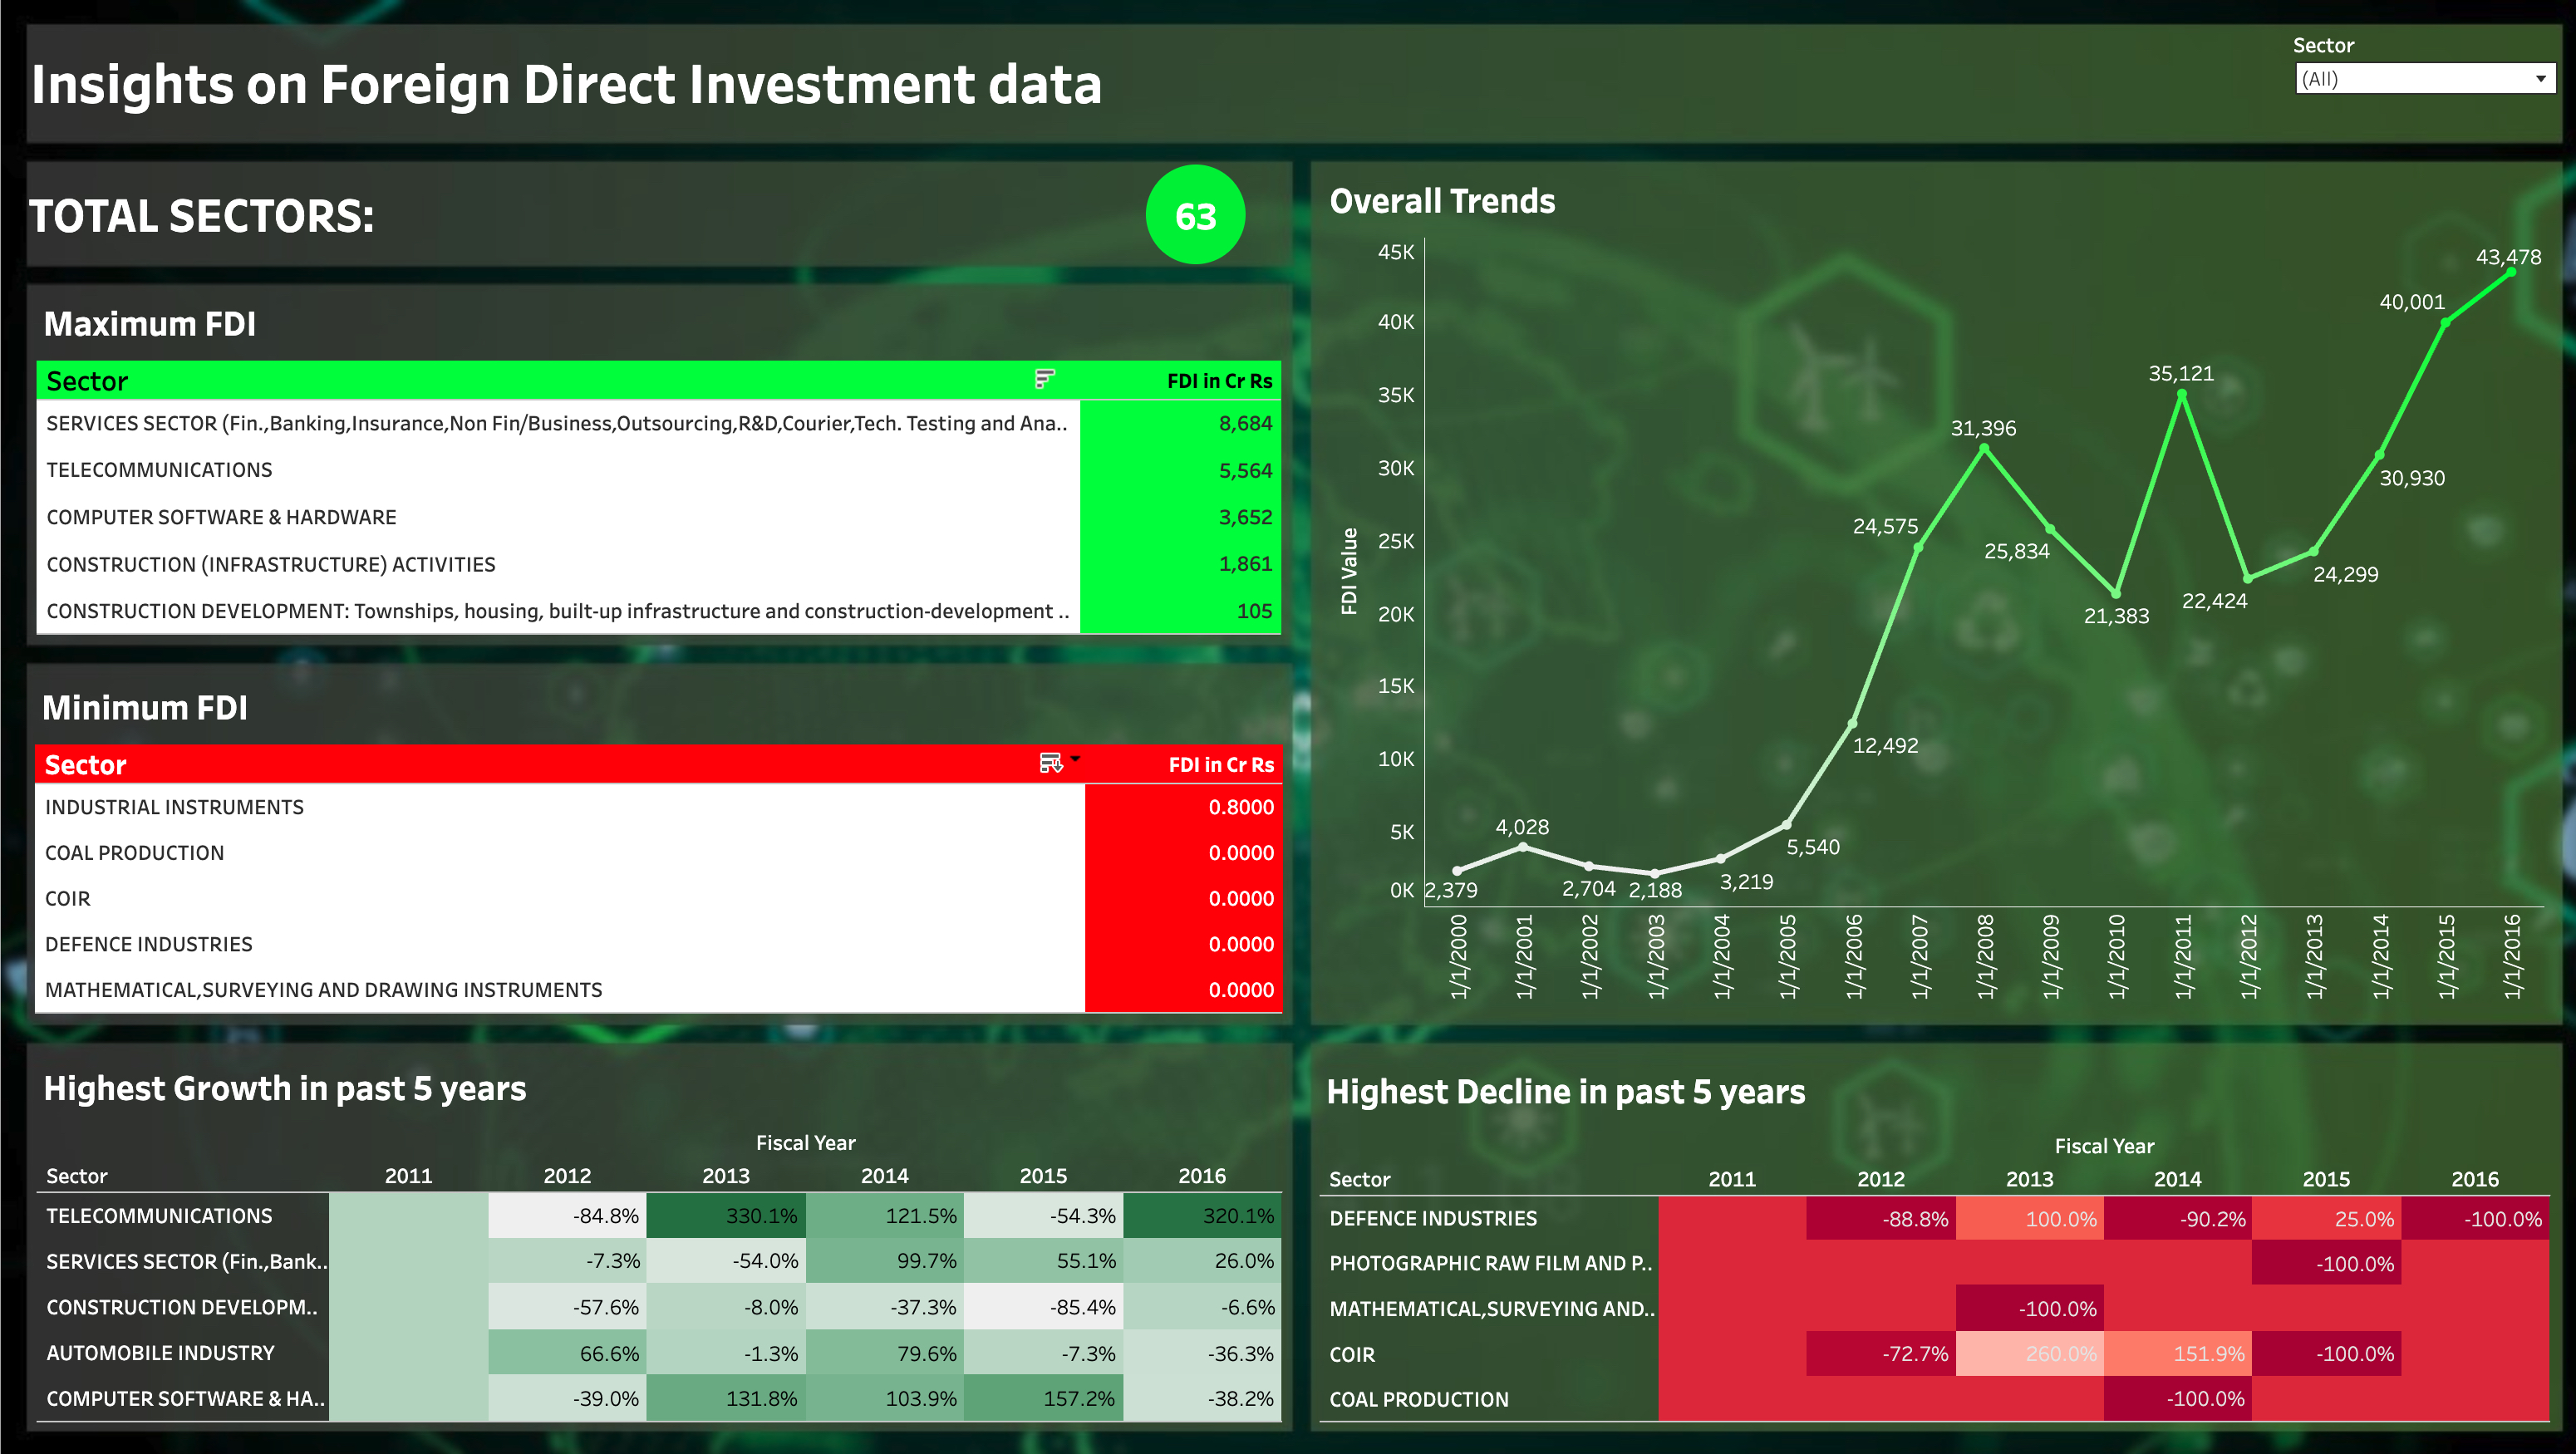 Insights on Foreign Direct Investment data
Sector
(All)
TOTAL SECTORS:
63
Maximum FDI
Sector FDI in Cr Rs
SERVICES SECTOR (Fin.,Banking,Insurance,Non Fin/Business,Outsourcing,R&D,Courier,Tech. Testing and Ana.. 8,684
TELECOMMUNICATIONS 5,564
COMPUTER SOFTWARE & HARDWARE 3,652
CONSTRUCTION (INFRASTRUCTURE) ACTIVITIES 1,861
CONSTRUCTION DEVELOPMENT: Townships, housing, built-up infrastructure and construction-development .. 105
Minimum FDI
Sector FDI in Cr Rs
INDUSTRIAL INSTRUMENTS 0.8000
COAL PRODUCTION 0.0000
COIR 0.0000
DEFENCE INDUSTRIES 0.0000
MATHEMATICAL,SURVEYING AND DRAWING INSTRUMENTS 0.0000
Overall Trends
FDI Value
45K
40K
35K
30K
25K
20K
15K
10K
5K
0K
2,379
4,028
2,704
2,188
3,219
5,540
12,492
24,575
31,396
25,834
21,383
35,121
22,424
24,299
30,930
40,001
43,478
1/1/2000
1/1/2001
1/1/2002
1/1/2003
1/1/2004
1/1/2005
1/1/2006
1/1/2007
1/1/2008
1/1/2009
1/1/2010
1/1/2011
1/1/2012
1/1/2013
1/1/2014
1/1/2015
1/1/2016
Highest Growth in past 5 years
Fiscal Year
Sector 2011 2012 2013 2014 2015 2016
TELECOMMUNICATIONS -84.8% 330.1% 121.5% -54.3% 320.1%
SERVICES SECTOR (Fin.,Bank.. -7.3% -54.0% 99.7% 55.1% 26.0%
CONSTRUCTION DEVELOPM.. -57.6% -8.0% -37.3% -85.4% -6.6%
AUTOMOBILE INDUSTRY 66.6% -1.3% 79.6% -7.3% -36.3%
COMPUTER SOFTWARE & HA.. -39.0% 131.8% 103.9% 157.2% -38.2%
Highest Decline in past 5 years
Fiscal Year
Sector 2011 2012 2013 2014 2015 2016
DEFENCE INDUSTRIES -88.8% 100.0% -90.2% 25.0% -100.0%
PHOTOGRAPHIC RAW FILM AND P.. -100.0%
MATHEMATICAL,SURVEYING AND.. -100.0%
COIR -72.7% 260.0% 151.9% -100.0%
COAL PRODUCTION -100.0%